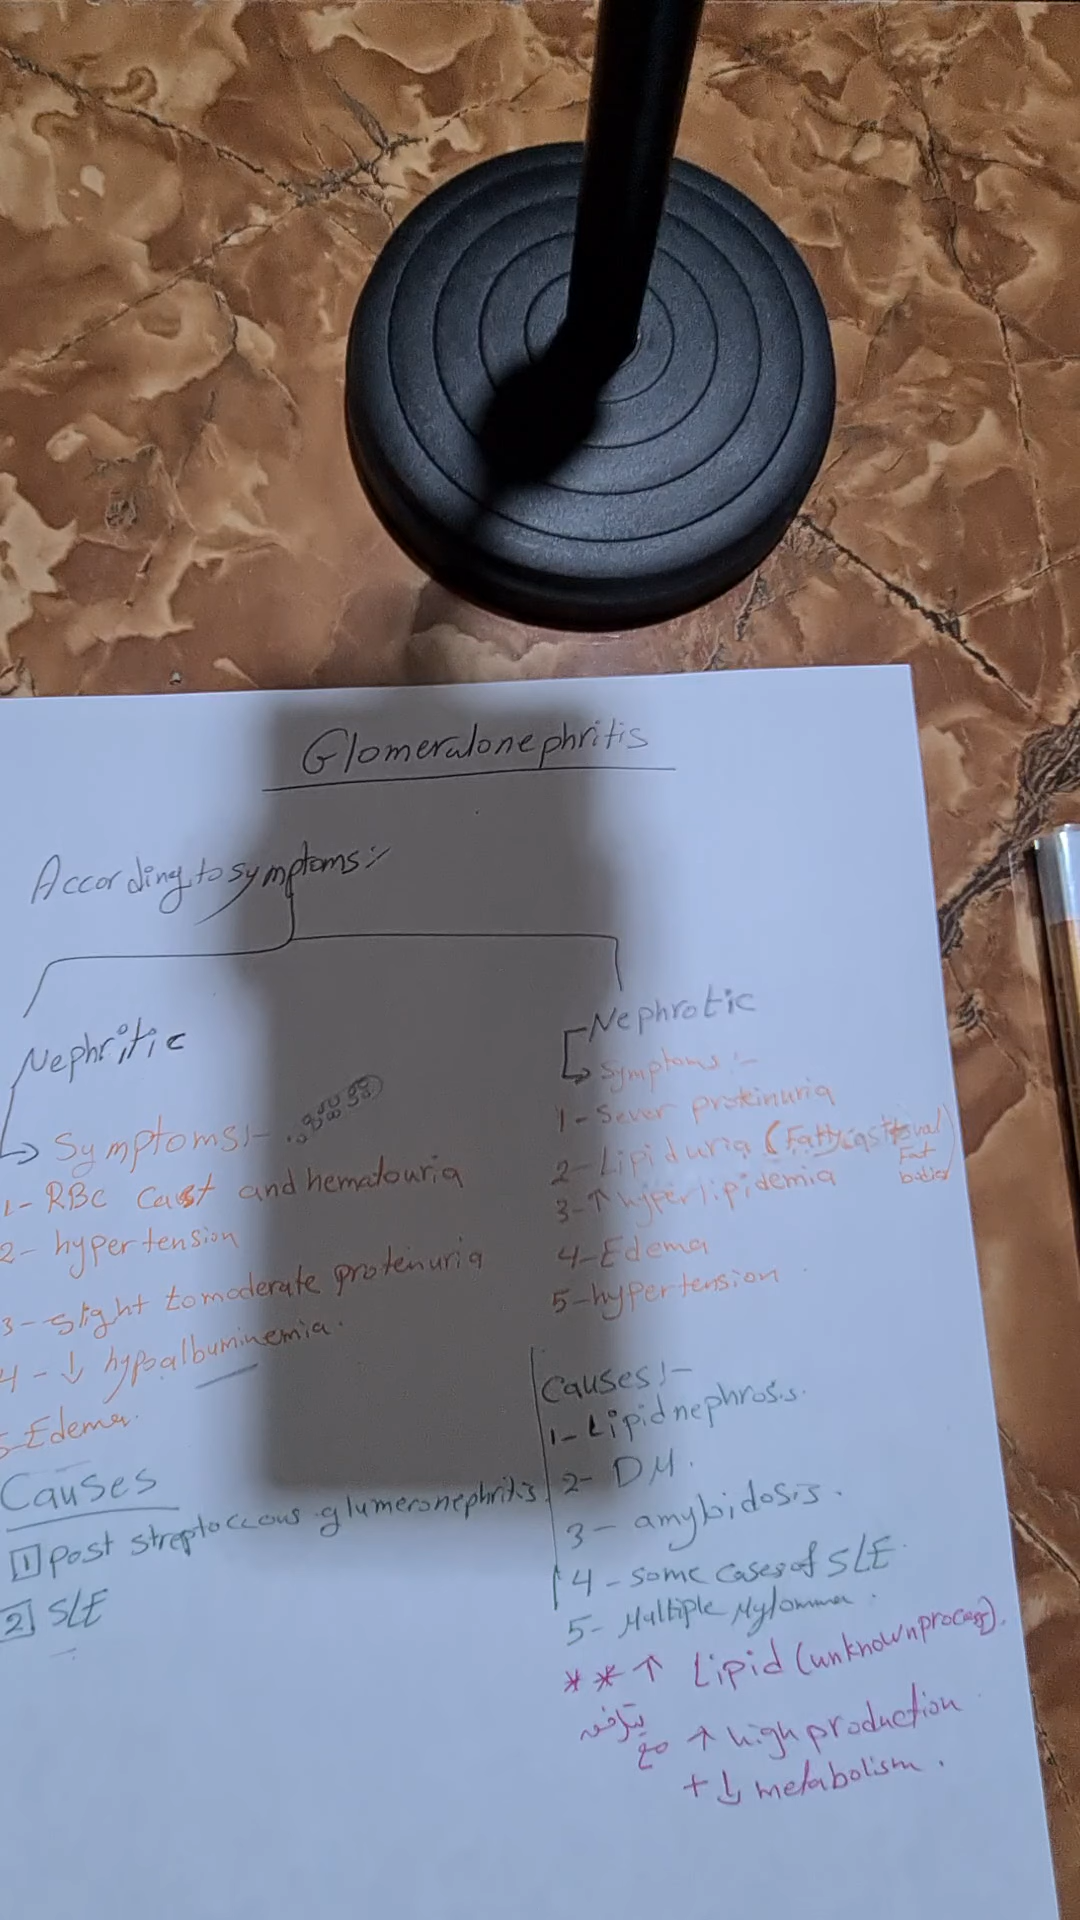 Glomeralonephritis
According to symptoms:-
Nephritic
Symptoms:-
1- RBC Cast and hematouria
2- hypertension
3- slight to moderate protenuria
4- ↓ hypoalbuminemia.
5- Edema.
Causes
1 Post streptoccous glumeronephritis.
2 SLE
Nephrotic
Symptoms:-
1- Sever proteinuria
2- Lipiduria (Fatty cast + oval
Fat
bodies)
3- ↑ hyperlipidemia
4- Edema
5- hypertension
Causes:-
1- Lipid nephrosis.
2- DM.
3- amyloidosis.
4- some cases of SLE.
5- Multiple Mylomma.
** ↑ Lipid (unknown process).
بترافق
مع ↑ high production
+ ↓ metabolism.